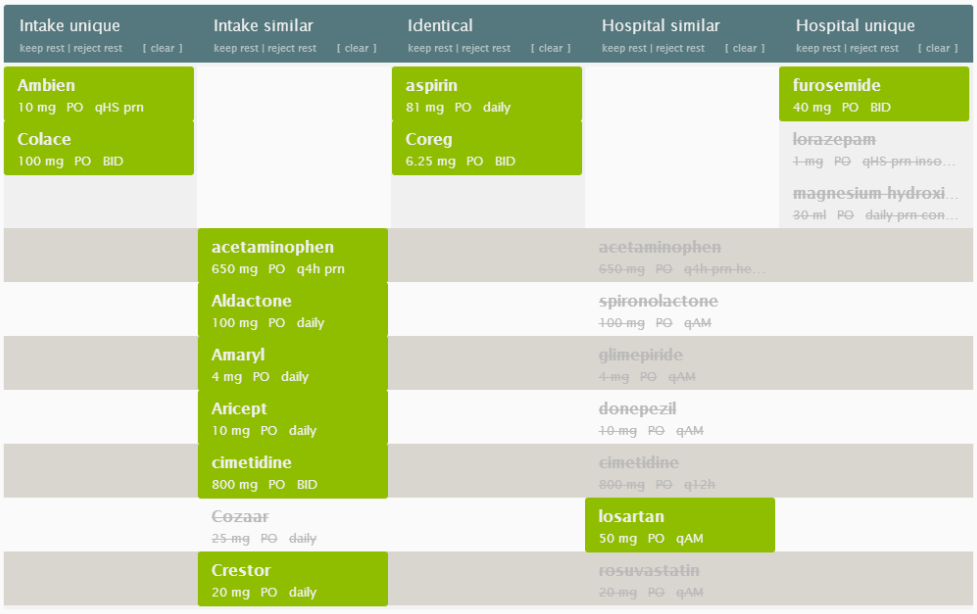 Intake unique Intake similar Identical Hospital similar Hospital unique
keep rest | reject rest [ clear ] keep rest | reject rest [ clear ] keep rest | reject rest [ clear ] keep rest | reject rest [ clear ] keep rest | reject rest [ clear ]
Ambien aspirin furosemide
10 mg PO qHS prn 81 mg PO daily 40 mg PO BID
Colace Coreg lorazepam
100 mg PO BID 6.25 mg PO BID 1 mg PO qHS prn inso...
magnesium hydroxi...
30 ml PO daily prn con...
acetaminophen acetaminophen
650 mg PO q4h prn 650 mg PO q4h prn he...
Aldactone spironolactone
100 mg PO daily 100 mg PO qAM
Amaryl glimepiride
4 mg PO daily 4 mg PO qAM
Aricept donepezil
10 mg PO daily 10 mg PO qAM
cimetidine cimetidine
800 mg PO BID 800 mg PO q12h
Cozaar losartan
25 mg PO daily 50 mg PO qAM
Crestor rosuvastatin
20 mg PO daily 20 mg PO qAM